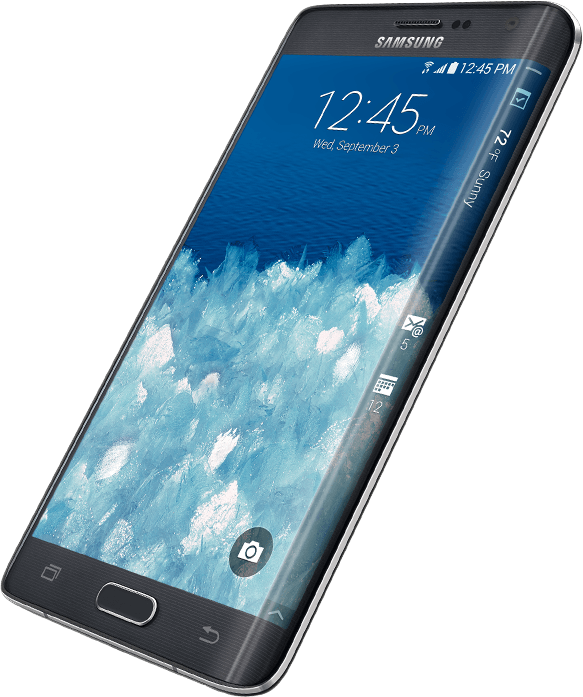 SAMSUNG
12:45 PM
12:45 PM
Wed, September 3
72 °F Sunny
@
5
12